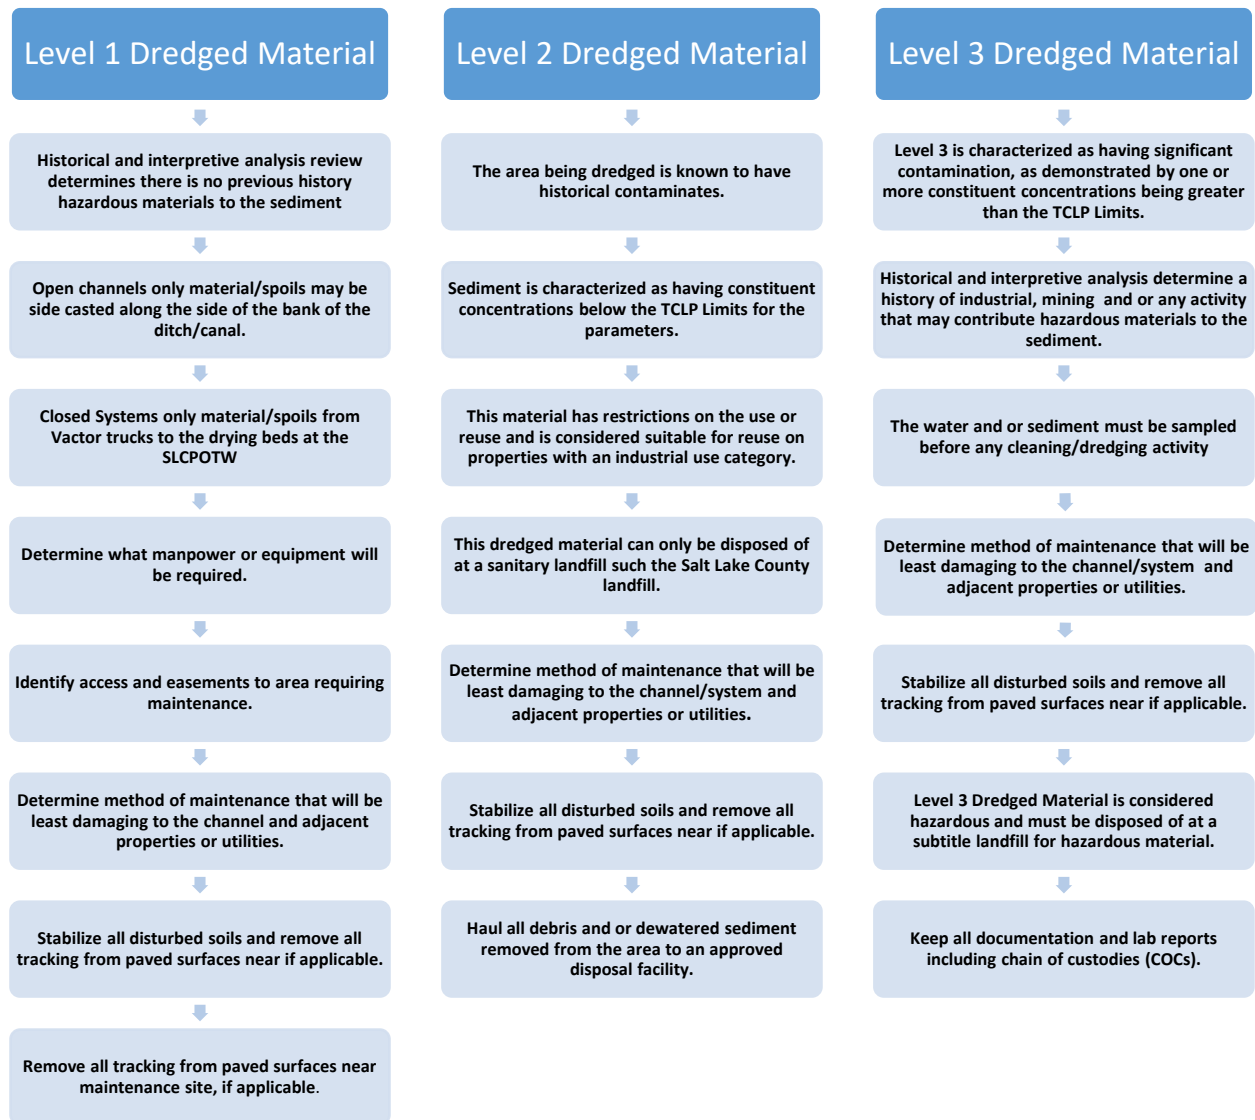 Level 1 Dredged Material
Historical and interpretive analysis review
determines there is no previous history
hazardous materials to the sediment
Open channels only material/spoils may be
side casted along the side of the bank of the
ditch/canal.
Closed Systems only material/spoils from
Vactor trucks to the drying beds at the
SLCPOTW
Determine what manpower or equipment will
be required.
Identify access and easements to area requiring
maintenance.
Determine method of maintenance that will be
least damaging to the channel and adjacent
properties or utilities.
Stabilize all disturbed soils and remove all
tracking from paved surfaces near if applicable.
Remove all tracking from paved surfaces near
maintenance site, if applicable.
Level 2 Dredged Material
The area being dredged is known to have
historical contaminates.
Sediment is characterized as having constituent
concentrations below the TCLP Limits for the
parameters.
This material has restrictions on the use or
reuse and is considered suitable for reuse on
properties with an industrial use category.
This dredged material can only be disposed of
at a sanitary landfill such the Salt Lake County
landfill.
Determine method of maintenance that will be
least damaging to the channel/system and
adjacent properties or utilities.
Stabilize all disturbed soils and remove all
tracking from paved surfaces near if applicable.
Haul all debris and or dewatered sediment
removed from the area to an approved
disposal facility.
Level 3 Dredged Material
Level 3 is characterized as having significant
contamination, as demonstrated by one or
more constituent concentrations being greater
than the TCLP Limits.
Historical and interpretive analysis determine a
history of industrial, mining and or any activity
that may contribute hazardous materials to the
sediment.
The water and or sediment must be sampled
before any cleaning/dredging activity
Determine method of maintenance that will be
least damaging to the channel/system and
adjacent properties or utilities.
Stabilize all disturbed soils and remove all
tracking from paved surfaces near if applicable.
Level 3 Dredged Material is considered
hazardous and must be disposed of at a
subtitle landfill for hazardous material.
Keep all documentation and lab reports
including chain of custodies (COCs).